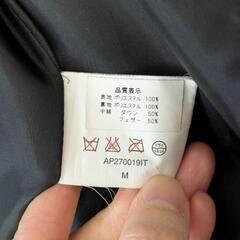 品質表示
表地 ポリエステル 100%
裏地 ポリエステル 100%
中綿 ダウン 50%
フェザー 50%
AP270019IT
M